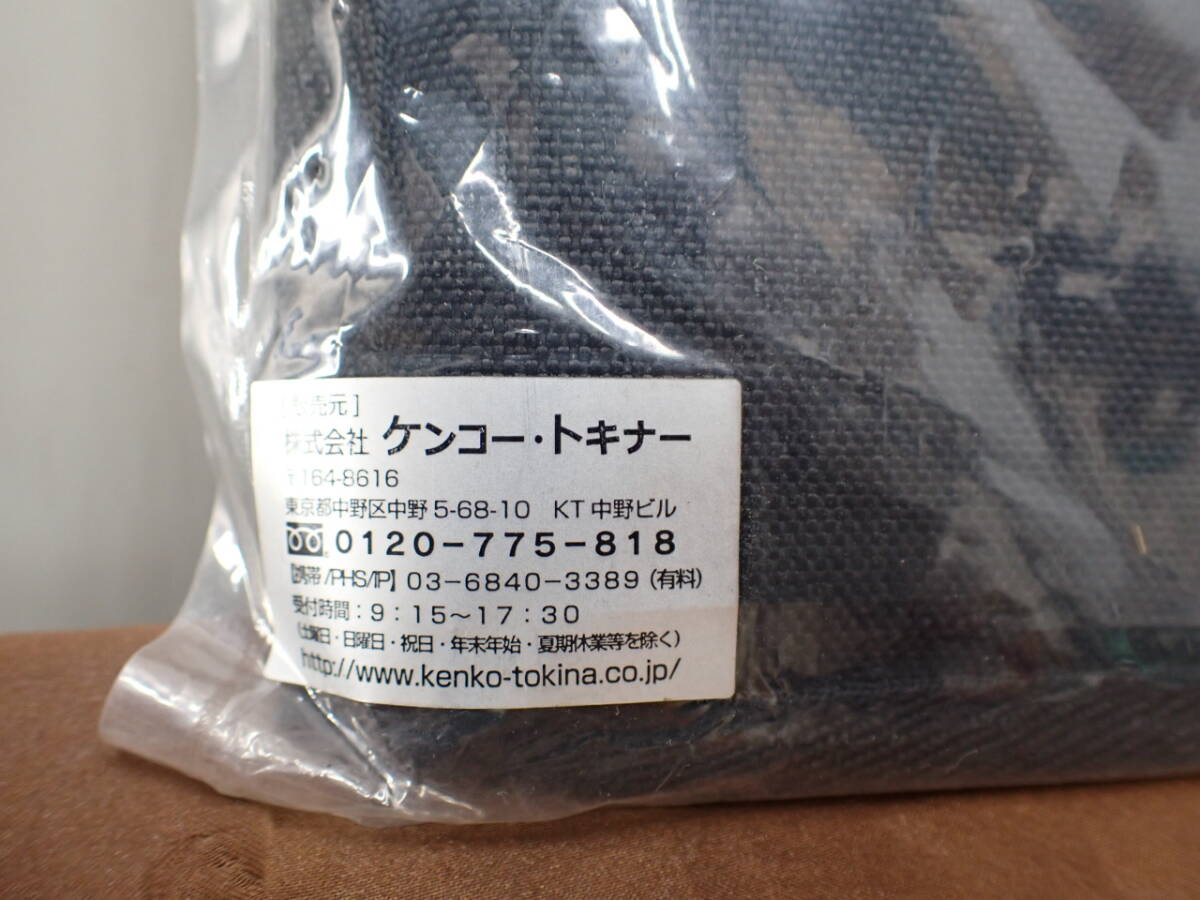 [販売元]
株式会社 ケンコー・トキナー
〒164-8616
東京都中野区中野 5-68-10 KT 中野ビル
0120-775-818
【携帯/PHS/IP】03-6840-3389（有料）
受付時間：9：15～17：30
（土曜日・日曜日・祝日・年末年始・夏期休業等を除く）
http://www.kenko-tokina.co.jp/